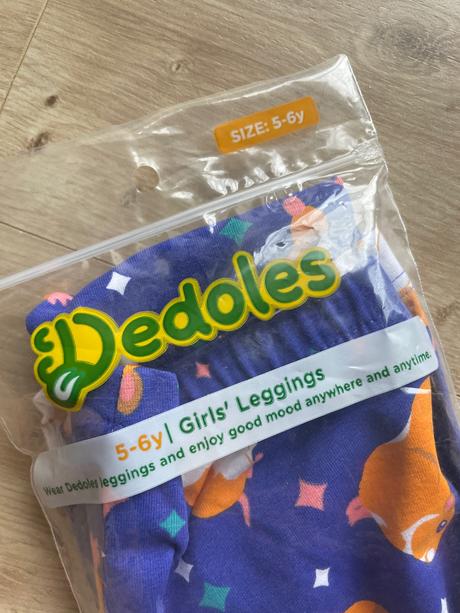 SIZE: 5-6y
Dedoles
5-6y | Girls' Leggings
Wear Dedoles leggings and enjoy good mood anywhere and anytime.